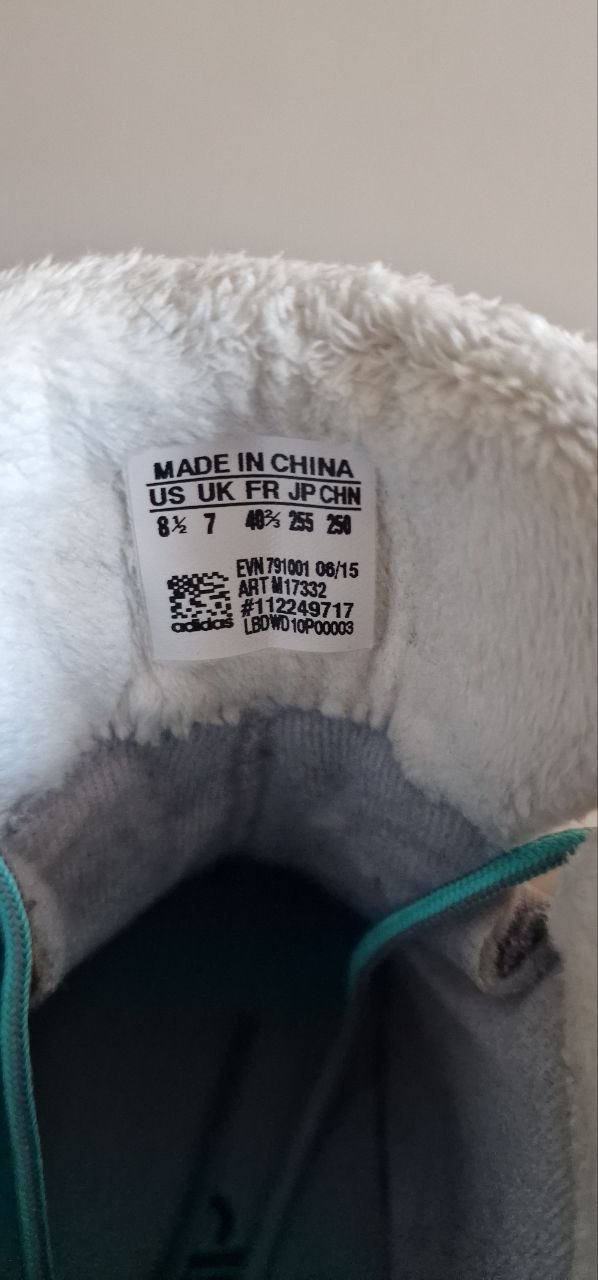 MADE IN CHINA
US UK FR JP CHN
8½ 7 40⅔ 255 250
EVN 791001 06/15
ART M17332
#112249717
adidas LBDWD10P00003